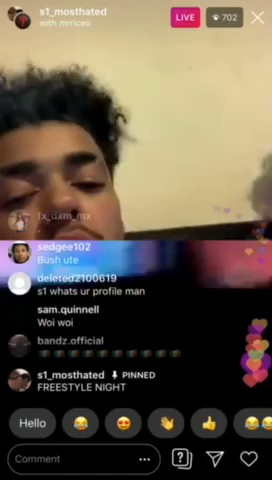 s1_mosthated
with mrriceo
LIVE
702
fx_dxm_mx
sedgee102
Bush ute
deleted2100619
s1 whats ur profile man
sam.quinnell
Woi woi
bandz.official
s1_mosthated PINNED
FREESTYLE NIGHT
Hello
Comment